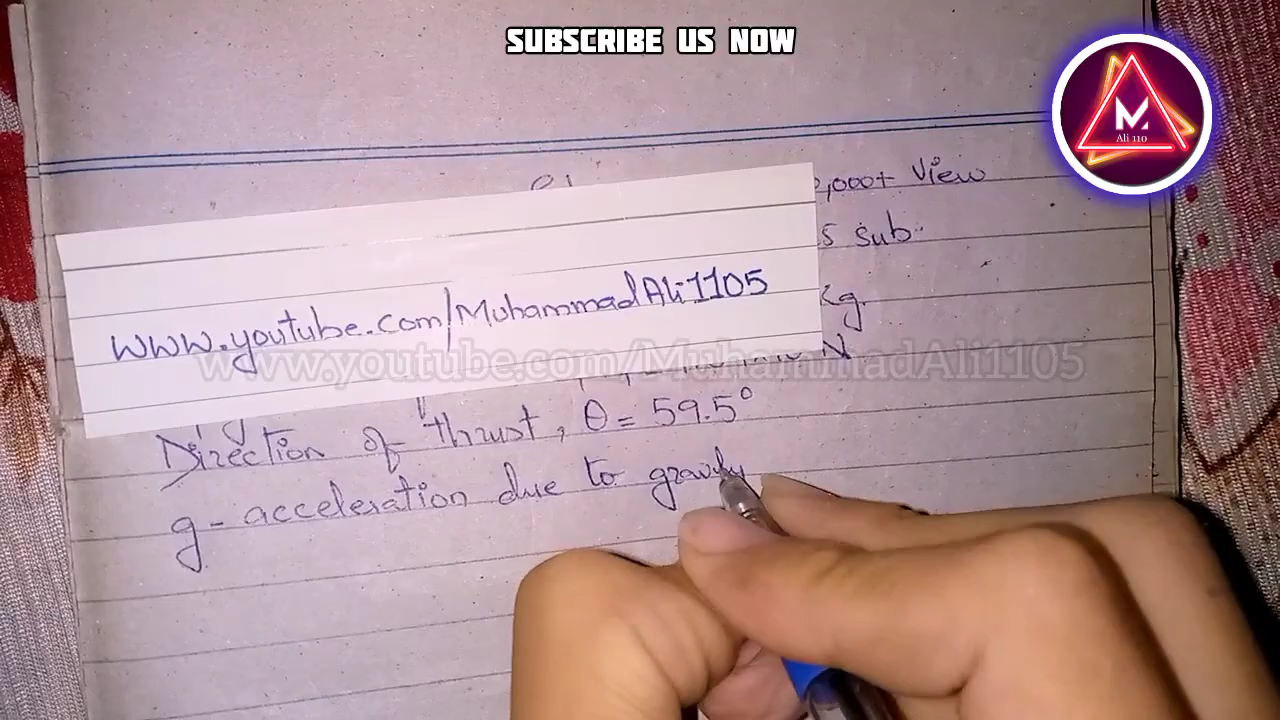 SUBSCRIBE US NOW
M
Ali 110
0,000+ View
s sub..
www.youtube.com/MuhammadAli1105
kg.
www.youtube.com/MuhammadAli1105
N
Direction of thrust, θ = 59.5°
g - acceleration due to gravity